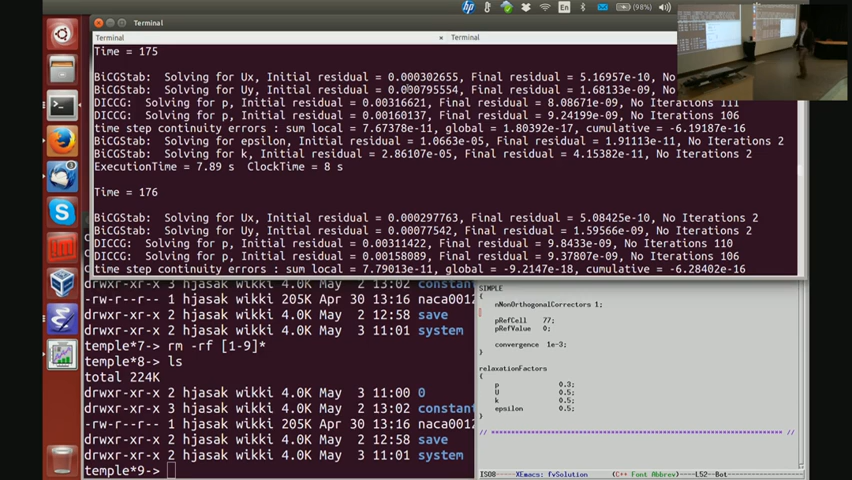 En (98%)
Terminal
Terminal × Terminal
Time = 175
BiCGStab: Solving for Ux, Initial residual = 0.000302655, Final residual = 5.16957e-10, No
BiCGStab: Solving for Uy, Initial residual = 0.000795554, Final residual = 1.68133e-09, No
DICCG: Solving for p, Initial residual = 0.00316621, Final residual = 8.08671e-09, No Iterations 111
DICCG: Solving for p, Initial residual = 0.00160137, Final residual = 9.24199e-09, No Iterations 106
time step continuity errors : sum local = 7.67378e-11, global = 1.80392e-17, cumulative = -6.19187e-16
BiCGStab: Solving for epsilon, Initial residual = 1.0663e-05, Final residual = 1.91113e-11, No Iterations 2
BiCGStab: Solving for k, Initial residual = 2.86107e-05, Final residual = 4.15382e-11, No Iterations 2
ExecutionTime = 7.89 s ClockTime = 8 s
Time = 176
BiCGStab: Solving for Ux, Initial residual = 0.000297763, Final residual = 5.08425e-10, No Iterations 2
BiCGStab: Solving for Uy, Initial residual = 0.00077542, Final residual = 1.59566e-09, No Iterations 2
DICCG: Solving for p, Initial residual = 0.00311422, Final residual = 9.8433e-09, No Iterations 110
DICCG: Solving for p, Initial residual = 0.00158089, Final residual = 9.37807e-09, No Iterations 106
time step continuity errors : sum local = 7.79013e-11, global = -9.2147e-18, cumulative = -6.28402e-16
drwxr-xr-x 3 hjasak wikki 4.0K May 2 13:02 constant
-rw-r--r-- 1 hjasak wikki 205K Apr 30 13:16 naca0012
drwxr-xr-x 2 hjasak wikki 4.0K May 2 12:58 save
drwxr-xr-x 2 hjasak wikki 4.0K May 3 11:01 system
temple*7-> rm -rf [1-9]*
temple*8-> ls
total 224K
drwxr-xr-x 2 hjasak wikki 4.0K May 3 11:00 0
drwxr-xr-x 3 hjasak wikki 4.0K May 2 13:02 constan
-rw-r--r-- 1 hjasak wikki 205K Apr 30 13:16 naca0012
drwxr-xr-x 2 hjasak wikki 4.0K May 2 12:58 save
drwxr-xr-x 2 hjasak wikki 4.0K May 3 11:01 system
temple*9->
SIMPLE
{
nNonOrthogonalCorrectors 1;
pRefCell 77;
pRefValue 0;
convergence 1e-3;
}
relaxationFactors
{
p 0.3;
U 0.5;
k 0.5;
epsilon 0.5;
}
ISO8----XEmacs: fvSolution (C++ Font Abbrev)----L52--Bot